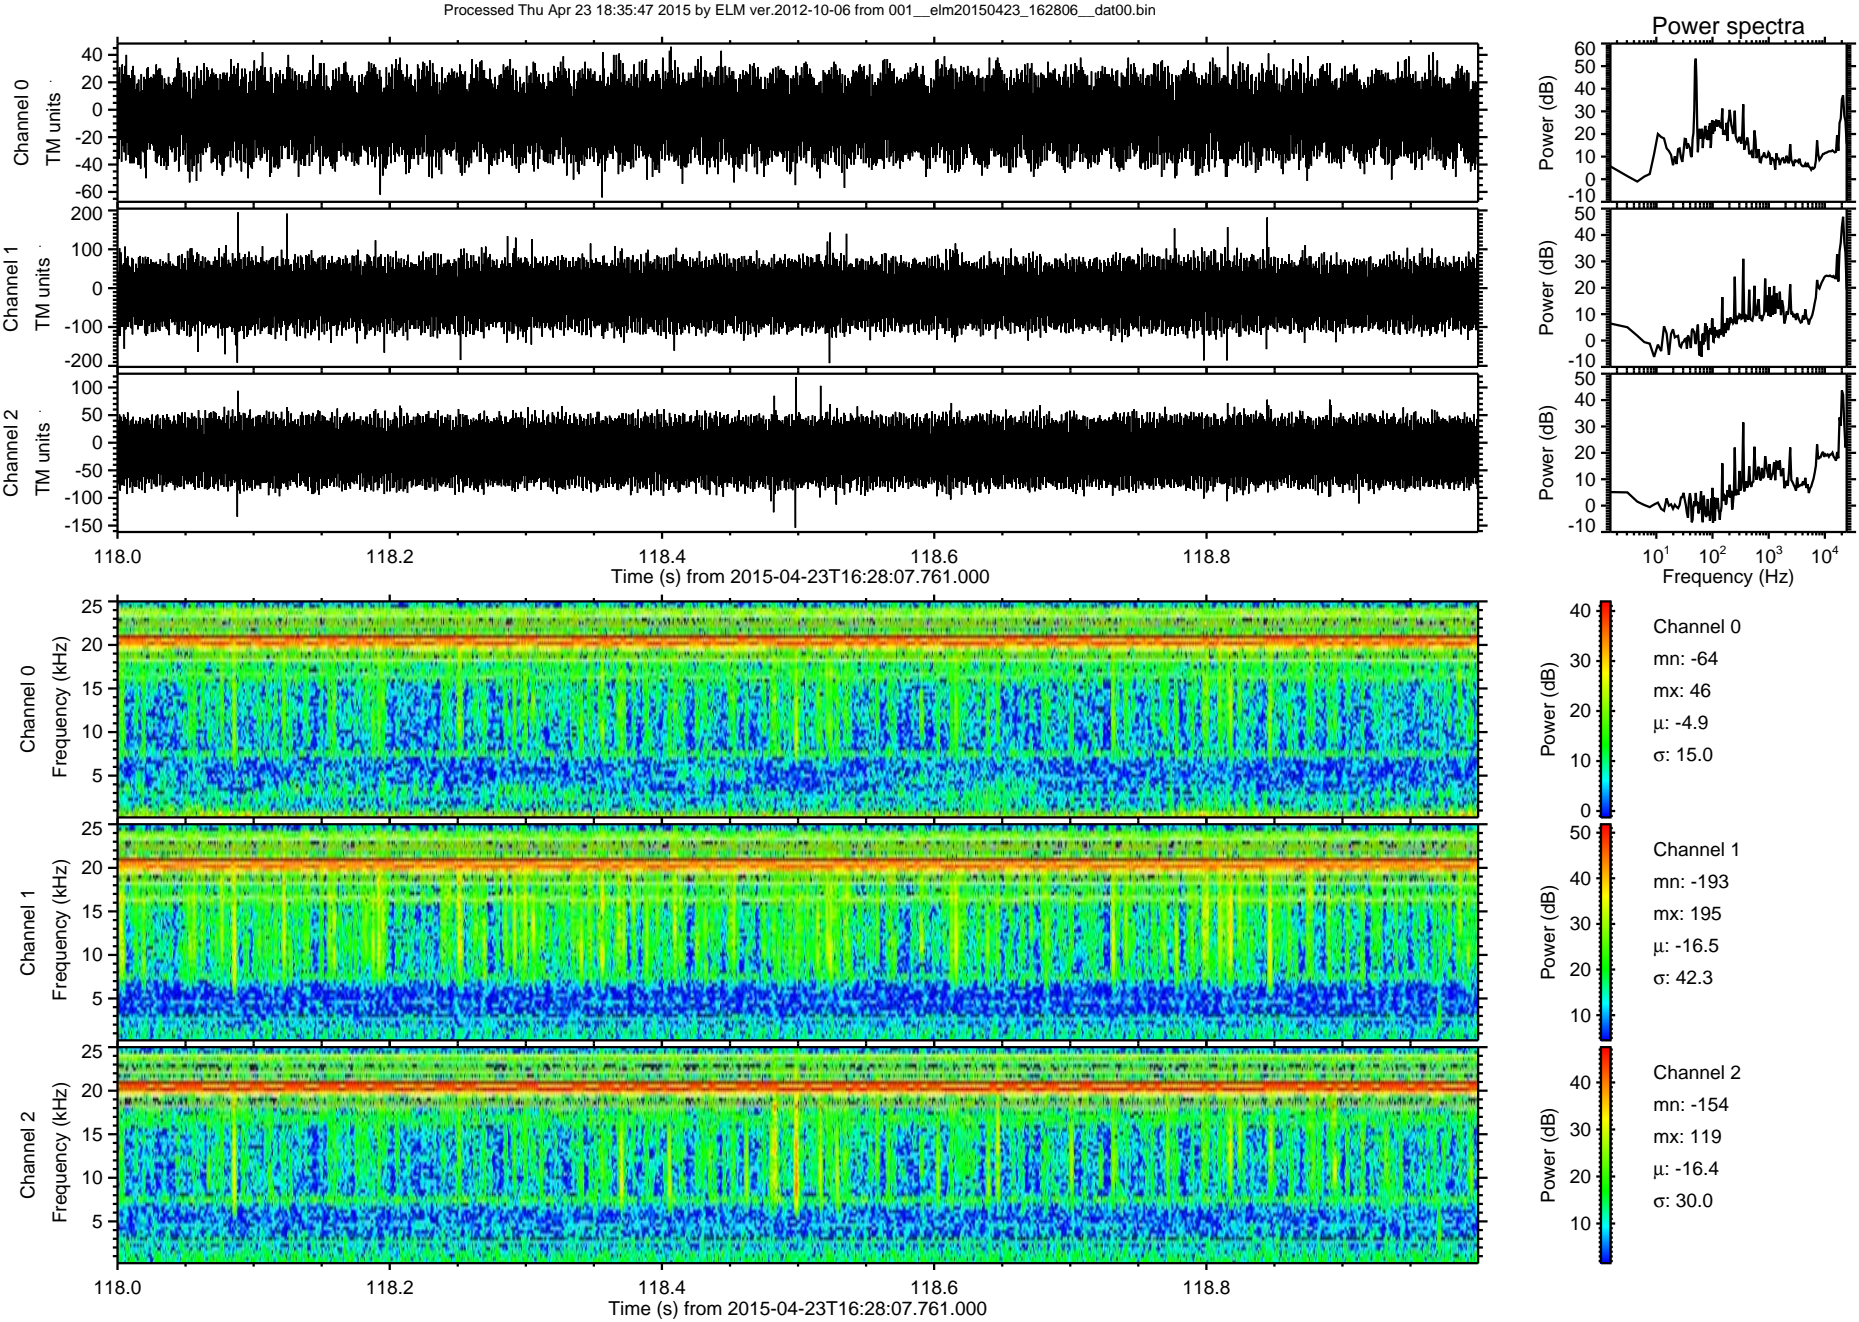 Processed Thu Apr 23 18:35:47 2015 by ELM ver.2012-10-06 from 001__elm20150423_162806__dat00.bin
Power spectra
Channel 0
TM units
40
20
0
-20
-40
-60
Power (dB)
60
50
40
30
20
10
0
-10
Channel 1
TM units
200
100
0
-100
-200
Power (dB)
50
40
30
20
10
0
-10
Channel 2
TM units
100
50
0
-50
-100
-150
Power (dB)
50
40
30
20
10
0
-10
118.0 118.2 118.4 118.6 118.8
Time (s) from 2015-04-23T16:28:07.761.000
10^1 10^2 10^3 10^4
Frequency (Hz)
Channel 0
Frequency (kHz)
25
20
15
10
5
Power (dB)
40
30
20
10
0
Channel 0
mn: -64
mx: 46
μ: -4.9
σ: 15.0
Channel 1
Frequency (kHz)
25
20
15
10
5
Power (dB)
50
40
30
20
10
Channel 1
mn: -193
mx: 195
μ: -16.5
σ: 42.3
Channel 2
Frequency (kHz)
25
20
15
10
5
Power (dB)
40
30
20
10
Channel 2
mn: -154
mx: 119
μ: -16.4
σ: 30.0
118.0 118.2 118.4 118.6 118.8
Time (s) from 2015-04-23T16:28:07.761.000